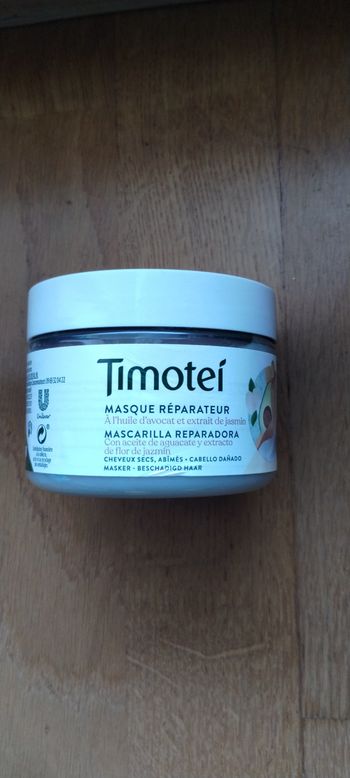 Timotei
MASQUE RÉPARATEUR
À l'huile d'avocat et extrait de jasmin
MASCARILLA REPARADORA
Con aceite de aguacate y extracto
de flor de jazmín
CHEVEUX SECS, ABÎMÉS • CABELLO DAÑADO
MASKER - BESCHADIGD HAAR
Unilever